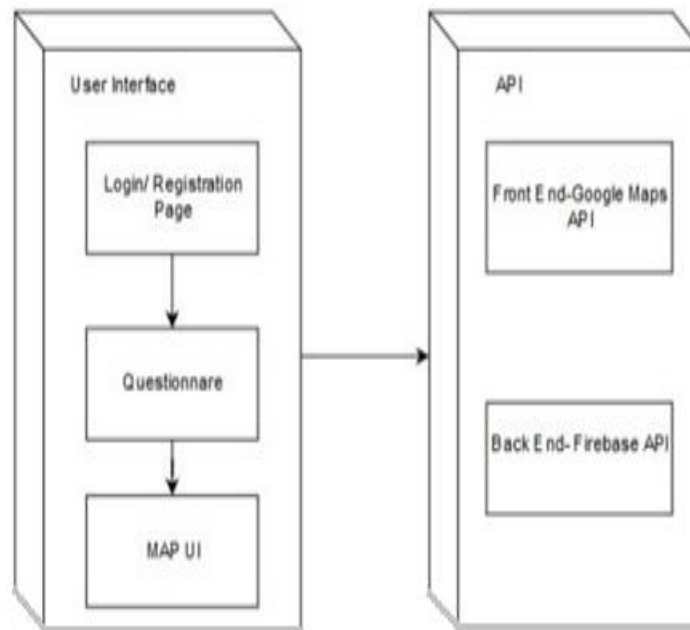 User Interface
Login/ Registration
Page
Questionnare
MAP UI
API
Front End-Google Maps
API
Back End- Firebase API